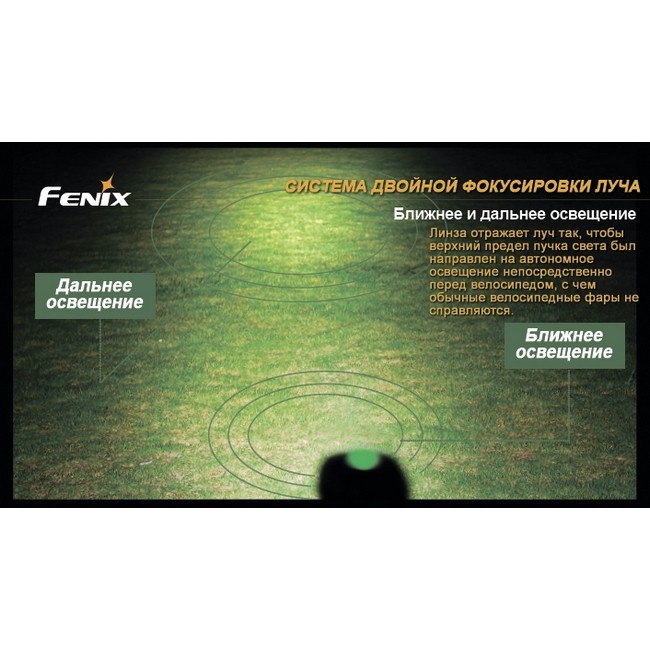 FENIX
СИСТЕМА ДВОЙНОЙ ФОКУСИРОВКИ ЛУЧА
Ближнее и дальнее освещение
Линза отражает луч так, чтобы
верхний предел пучка света был
направлен на автономное
освещение непосредственно
перед велосипедом, с чем
обычные велосипедные фары не
справляются.
Дальнее
освещение
Ближнее
освещение